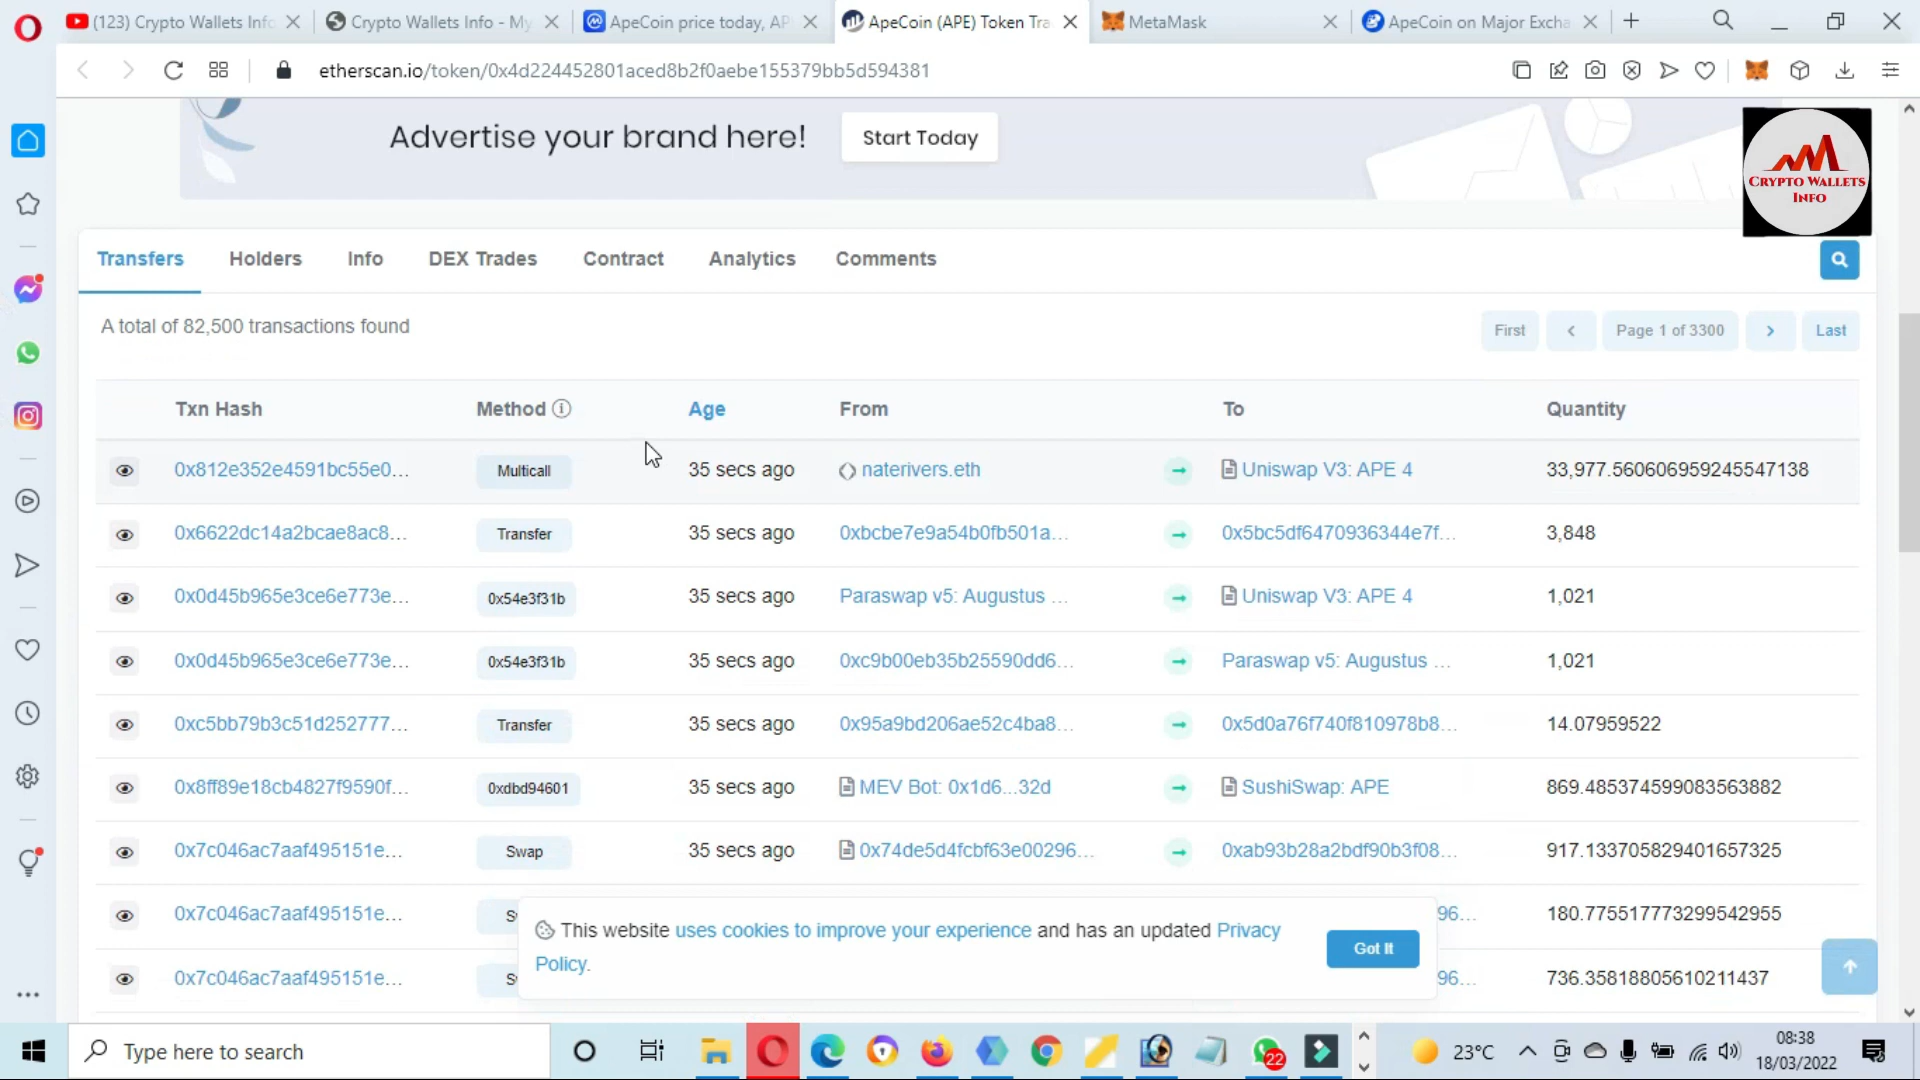 (123) Crypto Wallets Info
Crypto Wallets Info - My
ApeCoin price today, AP
ApeCoin (APE) Token Tra
MetaMask
ApeCoin on Major Excha
etherscan.io/token/0x4d224452801aced8b2f0aebe155379bb5d594381
Advertise your brand here!
Start Today
CRYPTO WALLETS
INFO
Transfers Holders Info DEX Trades Contract Analytics Comments
A total of 82,500 transactions found
First Page 1 of 3300 Last
Txn Hash Method Age From To Quantity
0x812e352e4591bc55e0... Multicall 35 secs ago naterivers.eth Uniswap V3: APE 4 33,977.560606959245547138
0x6622dc14a2bcae8ac8... Transfer 35 secs ago 0xbcbe7e9a54b0fb501a... 0x5bc5df6470936344e7f... 3,848
0x0d45b965e3ce6e773e... 0x54e3f31b 35 secs ago Paraswap v5: Augustus ... Uniswap V3: APE 4 1,021
0x0d45b965e3ce6e773e... 0x54e3f31b 35 secs ago 0xc9b00eb35b25590dd6... Paraswap v5: Augustus ... 1,021
0xc5bb79b3c51d252777... Transfer 35 secs ago 0x95a9bd206ae52c4ba8... 0x5d0a76f740f810978b8... 14.07959522
0x8ff89e18cb4827f9590f... 0xdbd94601 35 secs ago MEV Bot: 0x1d6...32d SushiSwap: APE 869.485374599083563882
0x7c046ac7aaf495151e... Swap 35 secs ago 0x74de5d4fcbf63e00296... 0xab93b28a2bdf90b3f08... 917.133705829401657325
0x7c046ac7aaf495151e... S 96... 180.775517773299542955
0x7c046ac7aaf495151e... S 96... 736.35818805610211437
This website uses cookies to improve your experience and has an updated Privacy
Policy.
Got It
Type here to search
22
23°C
08:38
18/03/2022